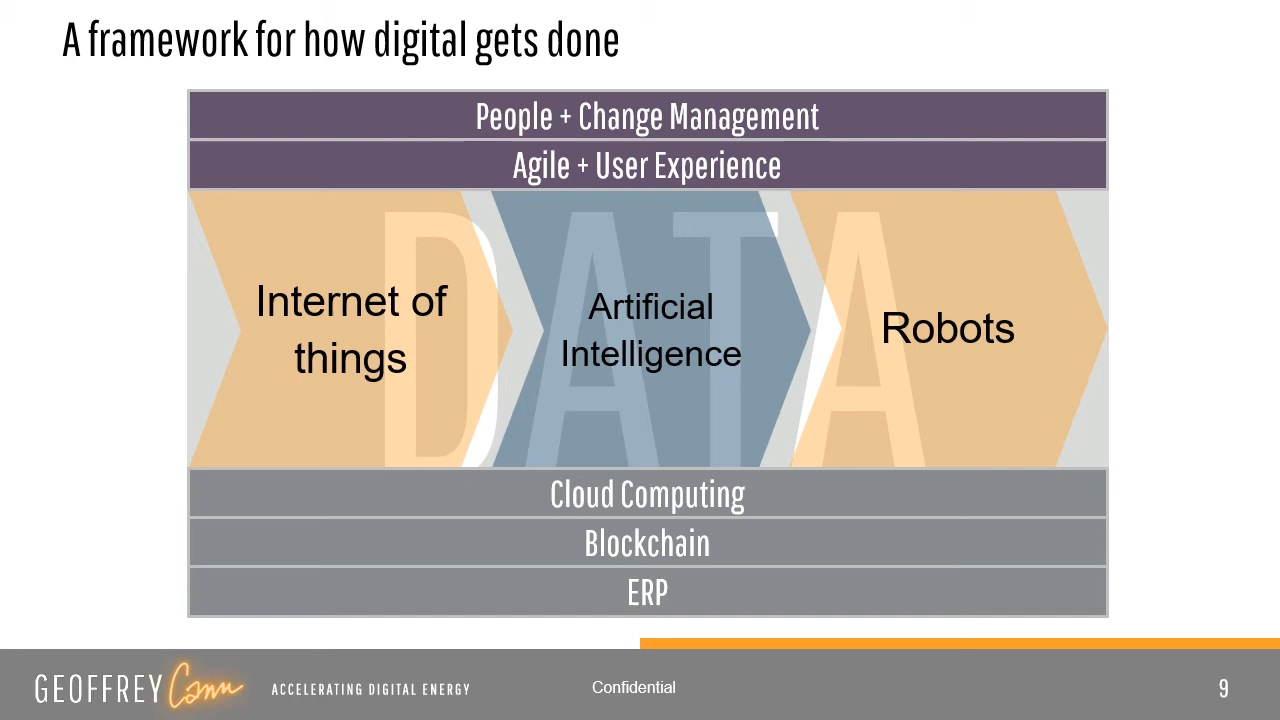 A framework for how digital gets done
People + Change Management
Agile + User Experience
DATA
Internet of
things
Artificial
Intelligence
Robots
Cloud Computing
Blockchain
ERP
GEOFFREY Cann ACCELERATING DIGITAL ENERGY
Confidential
9